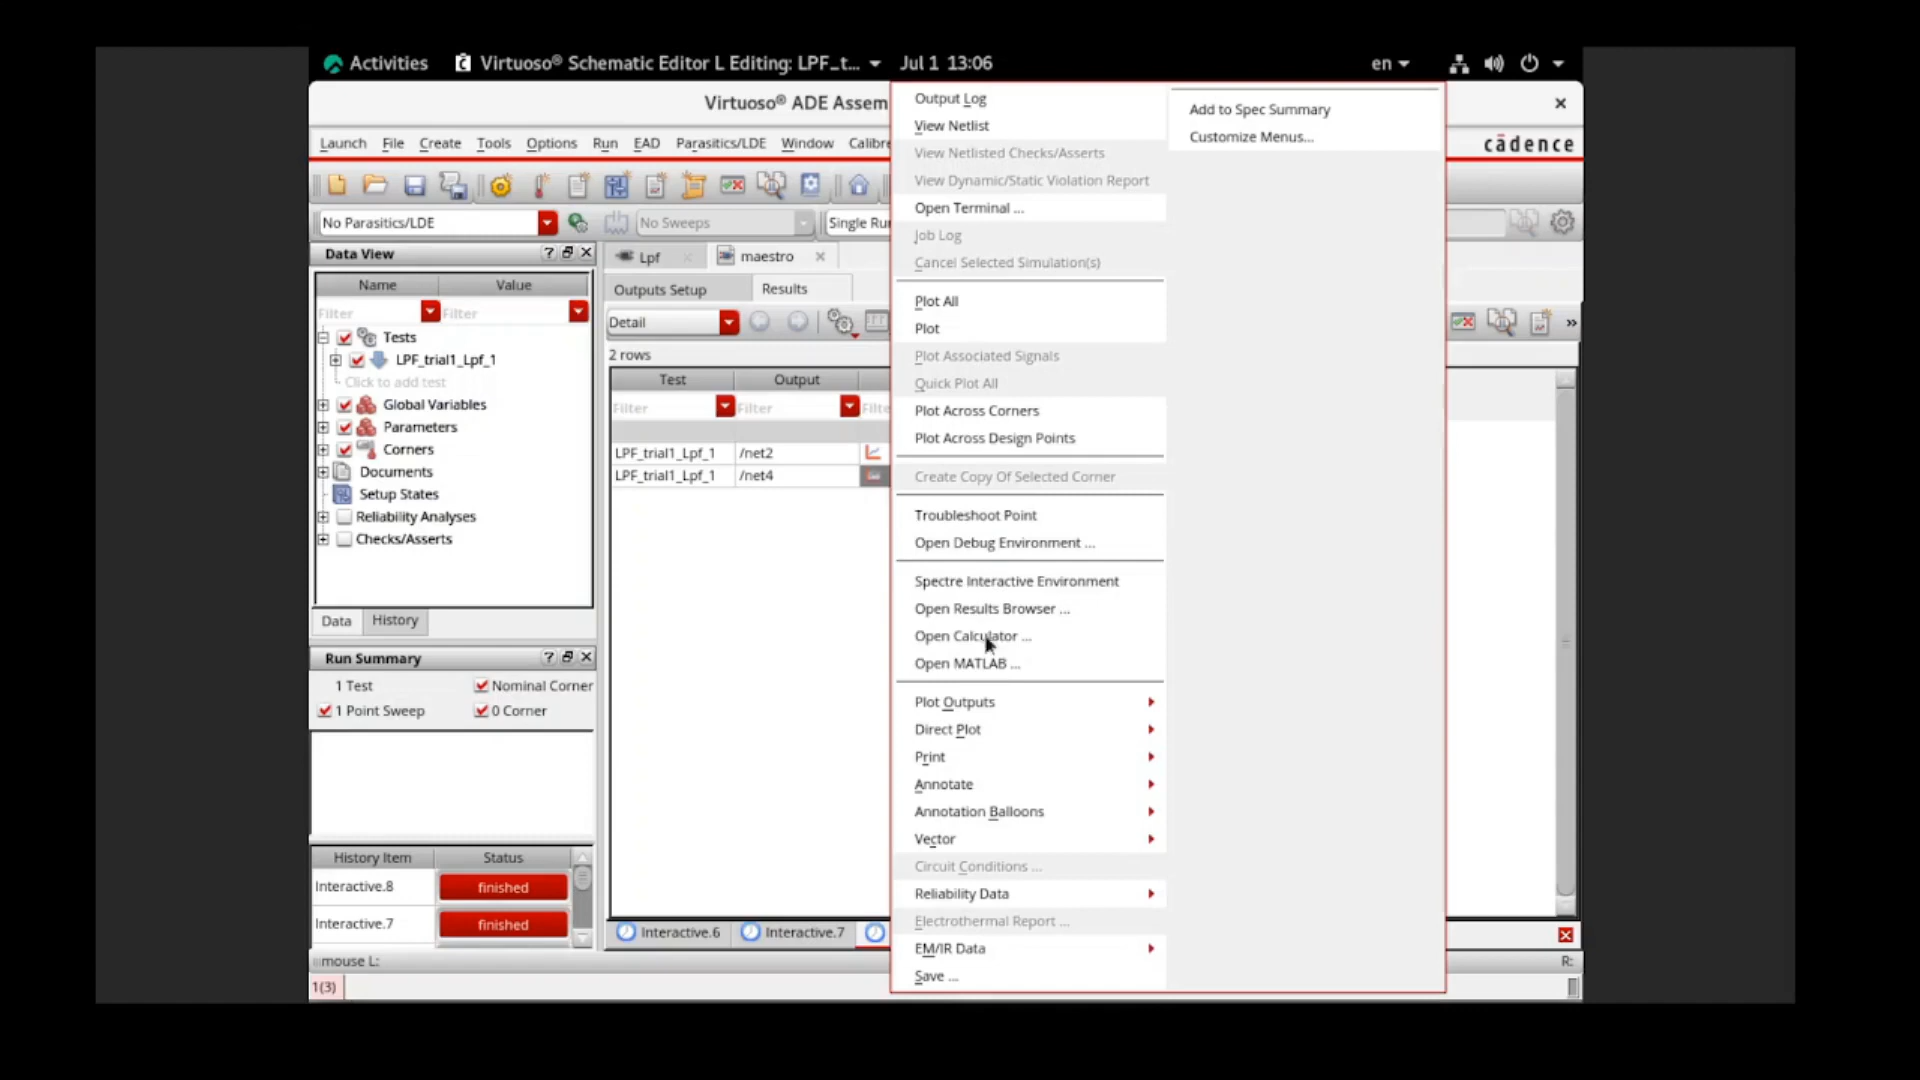 Activities
Virtuoso® Schematic Editor L Editing: LPF_t...
Jul 1 13:06
en
Virtuoso® ADE Assem
Launch File Create Tools Options Run EAD Parasitics/LDE Window Calibre
cādence
No Parasitics/LDE
No Sweeps
Single Run
Data View
Name Value
Filter Filter
Tests
LPF_trial1_Lpf_1
Click to add test
Global Variables
Parameters
Corners
Documents
Setup States
Reliability Analyses
Checks/Asserts
Data History
Run Summary
1 Test Nominal Corner
1 Point Sweep 0 Corner
History Item Status
Interactive.8 finished
Interactive.7 finished
mouse L:
R:
1(3)
Lpf
maestro
Outputs Setup Results
Detail
2 rows
Test Output
Filter Filter Filte
LPF_trial1_Lpf_1 /net2
LPF_trial1_Lpf_1 /net4
Interactive.6 Interactive.7
Output Log
View Netlist
View Netlisted Checks/Asserts
View Dynamic/Static Violation Report
Open Terminal ...
Job Log
Cancel Selected Simulation(s)
Plot All
Plot
Plot Associated Signals
Quick Plot All
Plot Across Corners
Plot Across Design Points
Create Copy Of Selected Corner
Troubleshoot Point
Open Debug Environment ...
Spectre Interactive Environment
Open Results Browser ...
Open Calculator ...
Open MATLAB ...
Plot Outputs
Direct Plot
Print
Annotate
Annotation Balloons
Vector
Circuit Conditions ...
Reliability Data
Electrothermal Report ...
EM/IR Data
Save ...
Add to Spec Summary
Customize Menus...